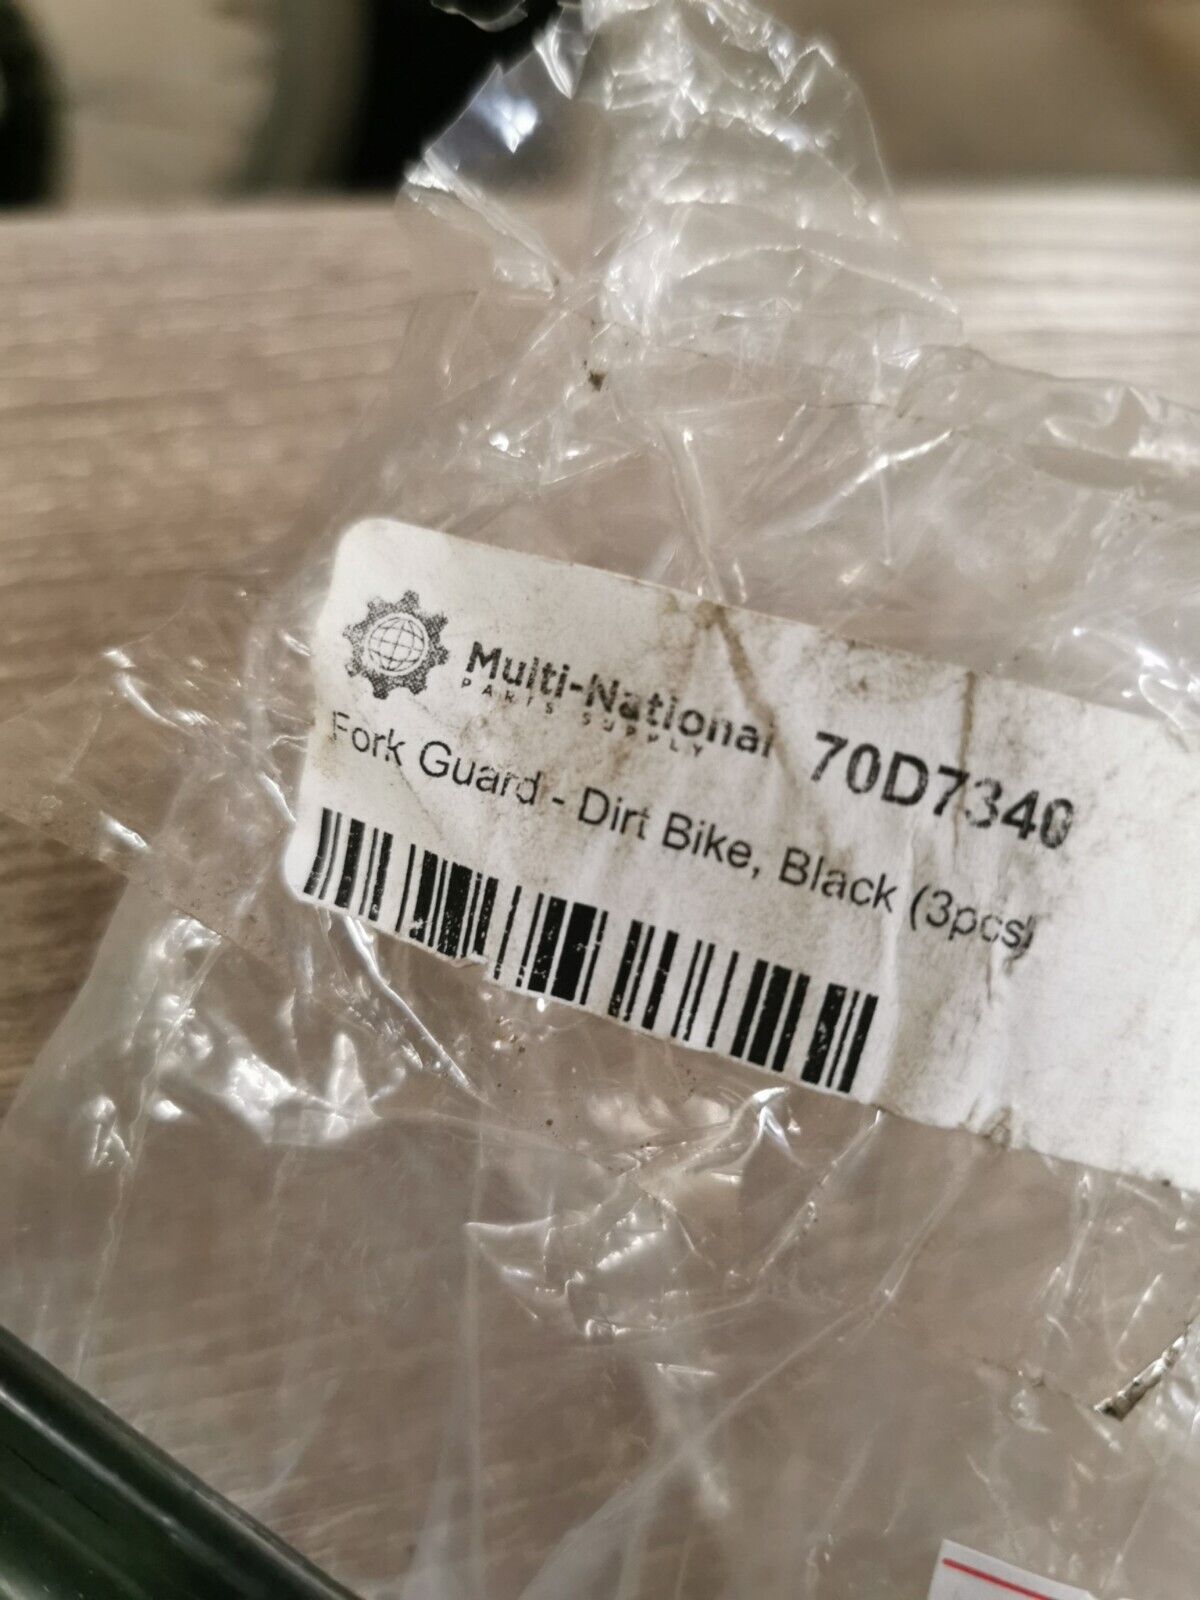 Multi-National 70D7340
PARTS SUPPLY
Fork Guard - Dirt Bike, Black (3pcs)